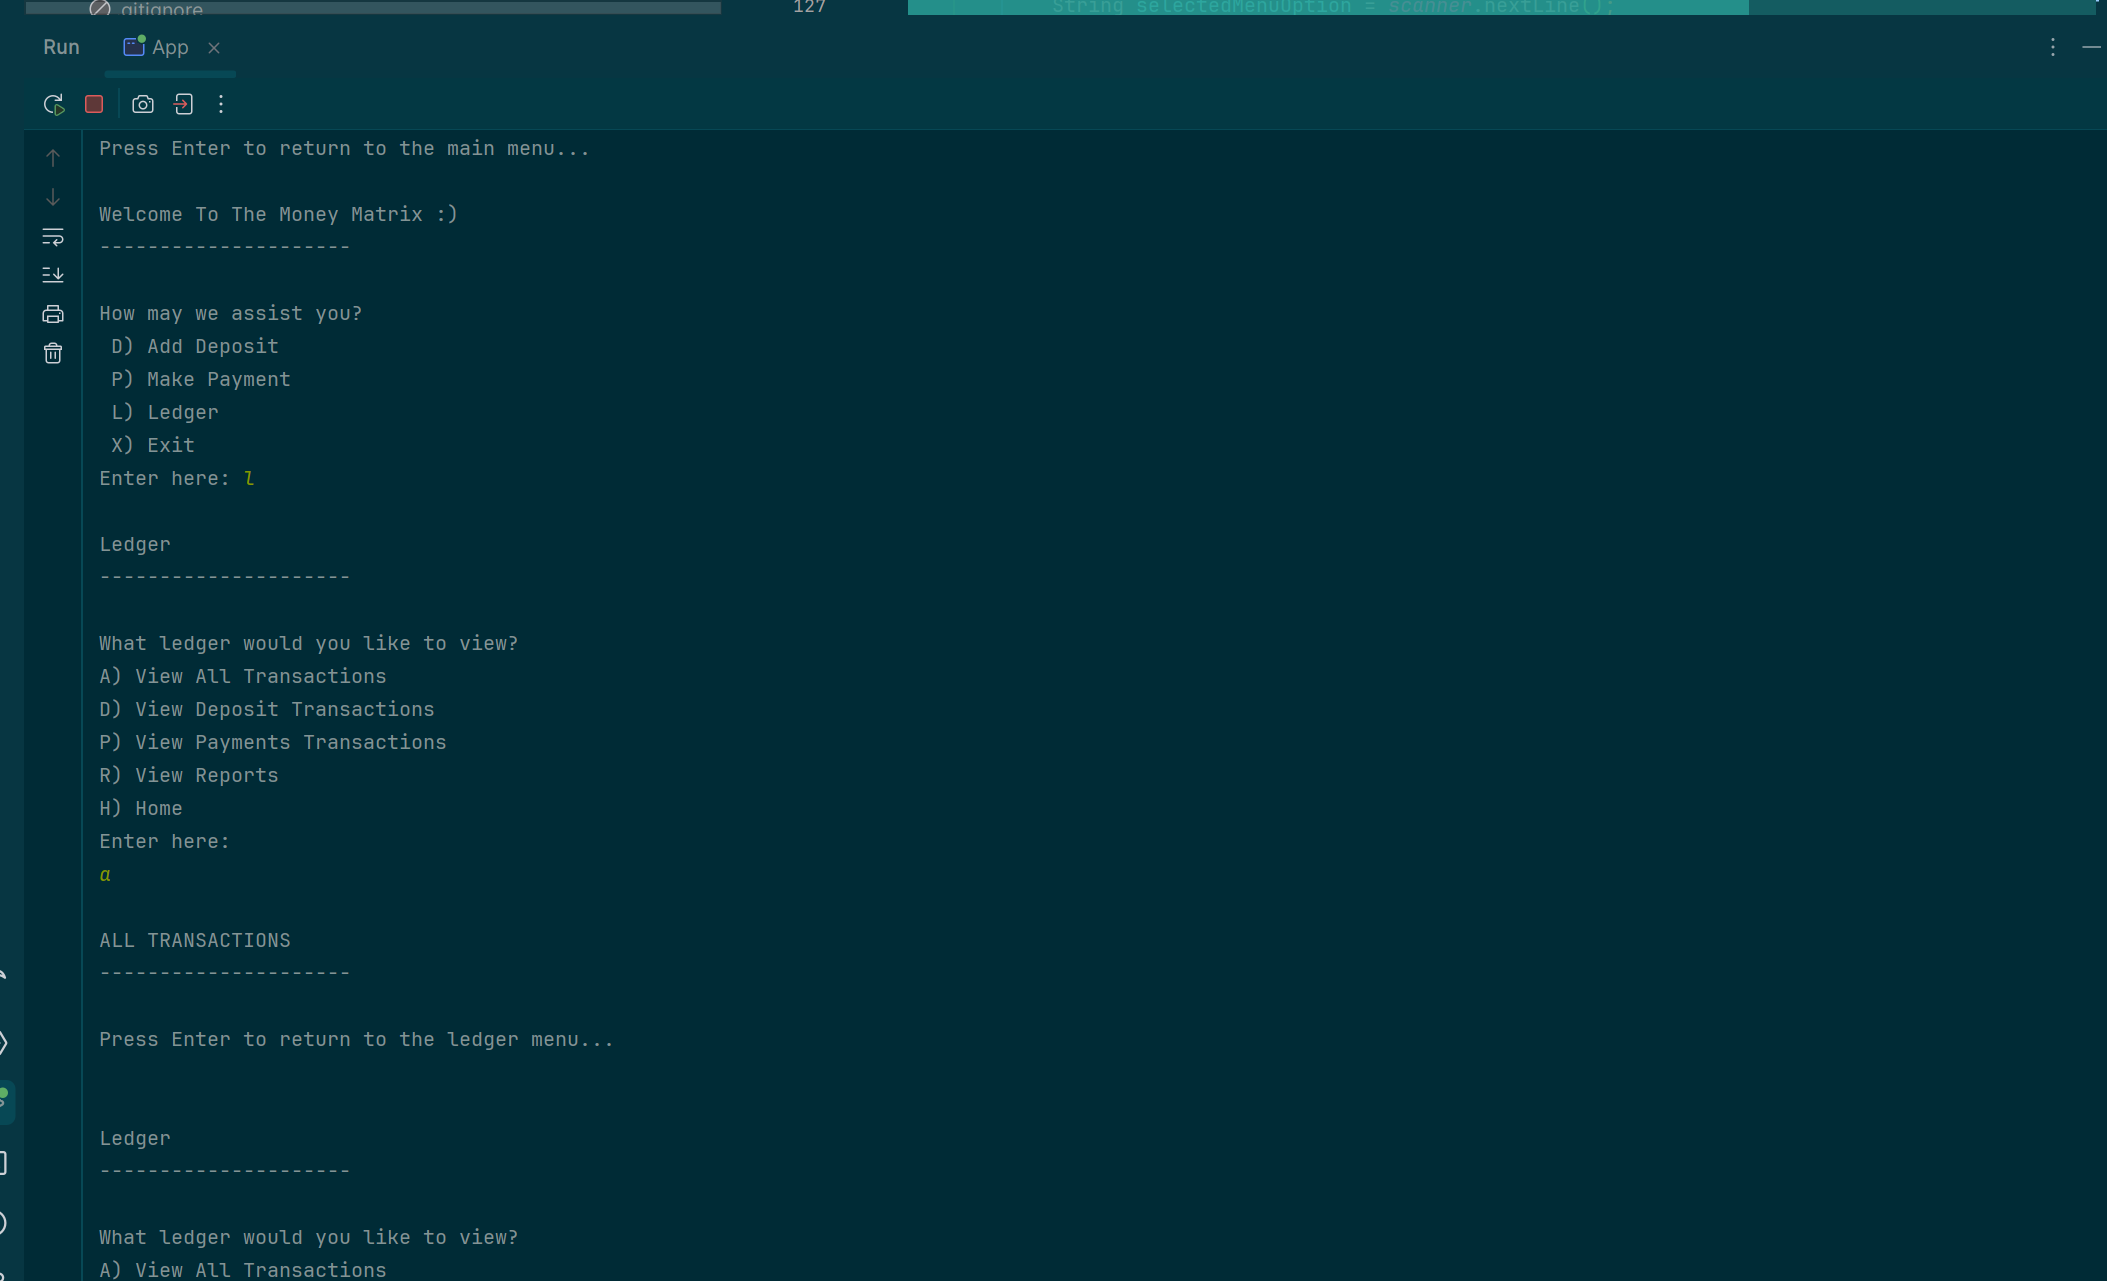 gitignore
127
String selectedMenuOption = scanner.nextLine();
Run
App
Press Enter to return to the main menu...
Welcome To The Money Matrix :)
---------------------
How may we assist you?
D) Add Deposit
P) Make Payment
L) Ledger
X) Exit
Enter here: l
Ledger
---------------------
What ledger would you like to view?
A) View All Transactions
D) View Deposit Transactions
P) View Payments Transactions
R) View Reports
H) Home
Enter here:
a
ALL TRANSACTIONS
---------------------
Press Enter to return to the ledger menu...
Ledger
---------------------
What ledger would you like to view?
A) View All Transactions